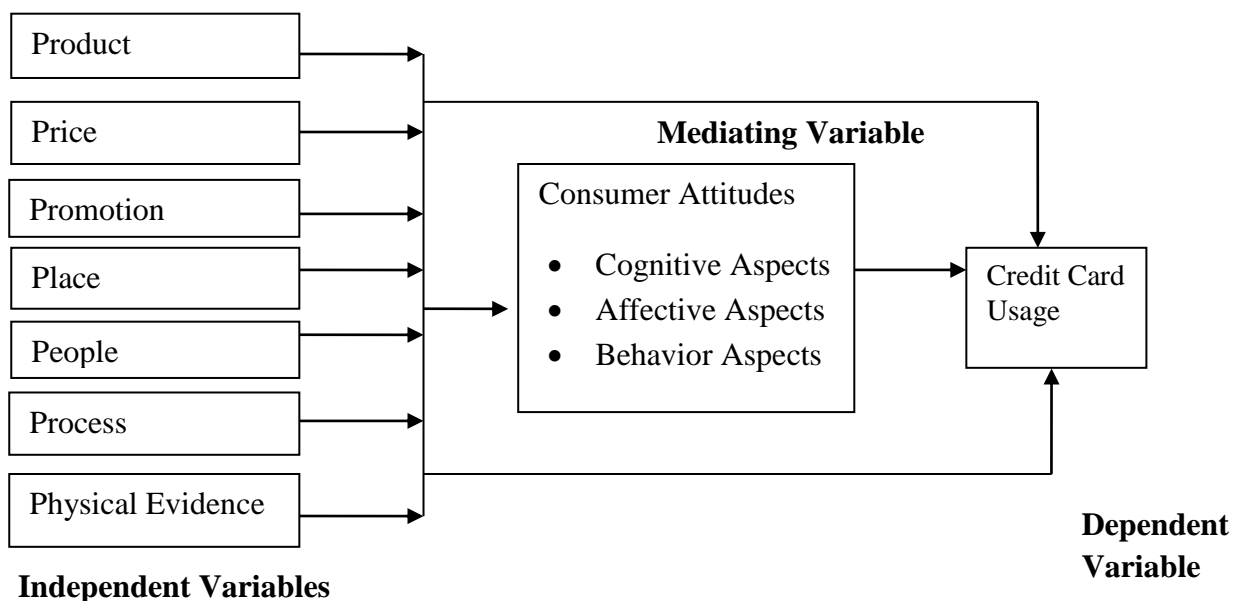 Product
Price
Promotion
Place
People
Process
Physical Evidence
Independent Variables
Mediating Variable
Consumer Attitudes
• Cognitive Aspects
• Affective Aspects
• Behavior Aspects
Credit Card
Usage
Dependent
Variable